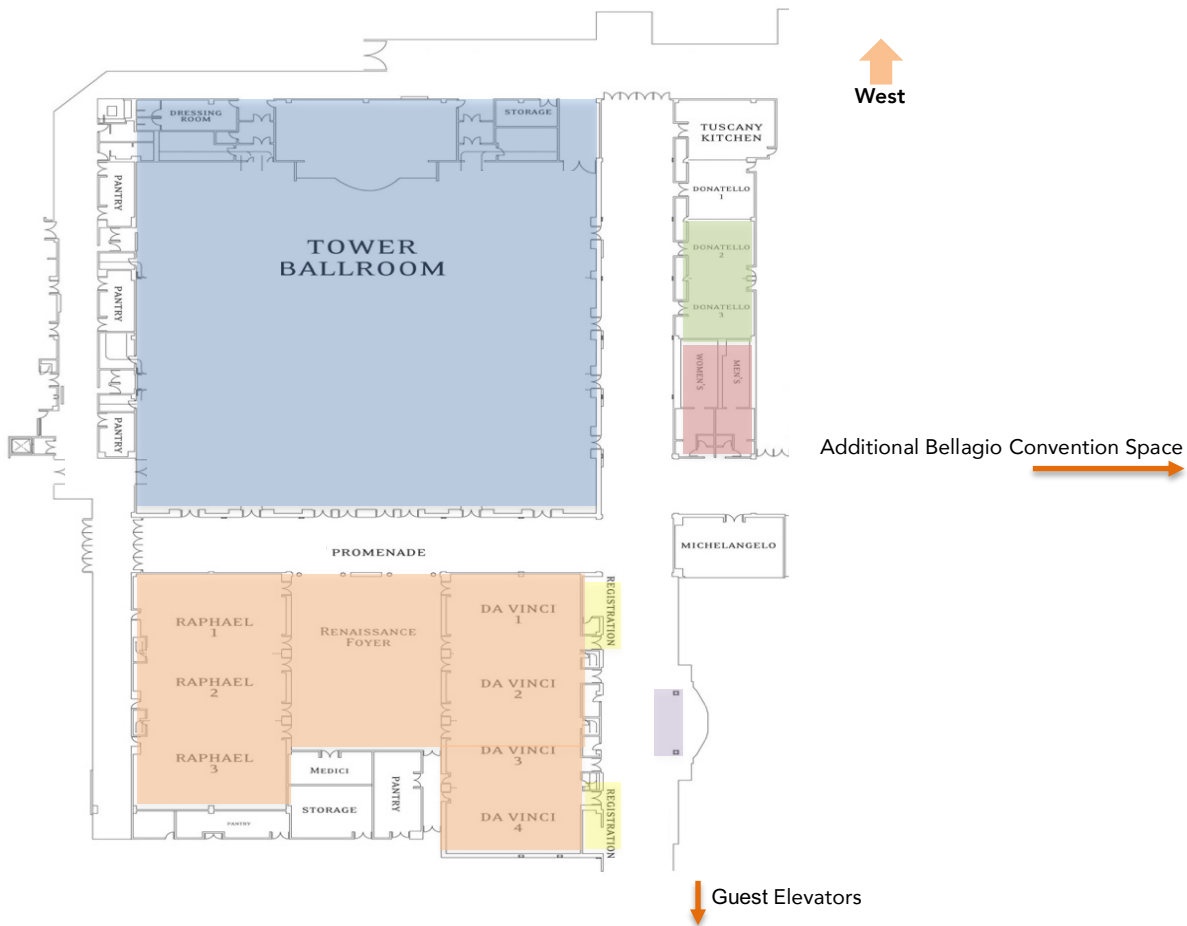 West
DRESSING
ROOM
STORAGE
TUSCANY
KITCHEN
PANTRY
DONATELLO
1
TOWER
BALLROOM
DONATELLO
2
PANTRY
DONATELLO
3
WOMEN'S
MEN'S
PANTRY
Additional Bellagio Convention Space
PROMENADE
MICHELANGELO
RAPHAEL
1
RENAISSANCE
FOYER
DA VINCI
1
REGISTRATION
RAPHAEL
2
DA VINCI
2
RAPHAEL
3
MEDICI
PANTRY
DA VINCI
3
STORAGE
PANTRY
DA VINCI
4
REGISTRATION
Guest Elevators